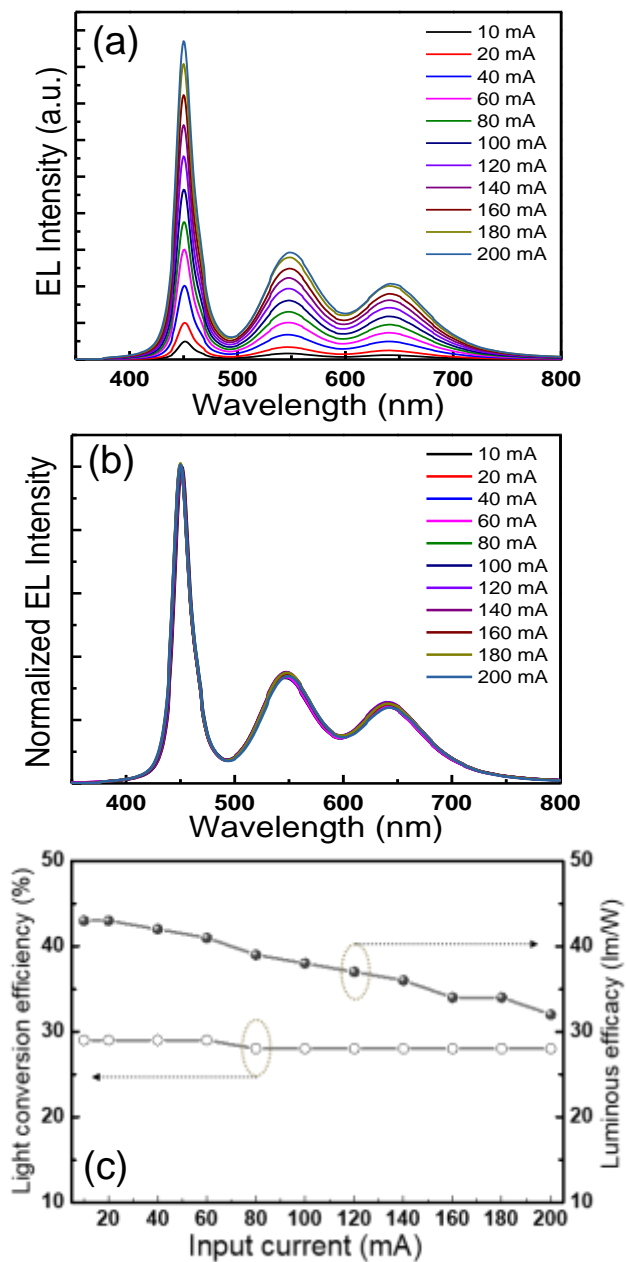 (a)
EL Intensity (a.u.)
10 mA
20 mA
40 mA
60 mA
80 mA
100 mA
120 mA
140 mA
160 mA
180 mA
200 mA
400 500 600 700 800
Wavelength (nm)
(b)
Normalized EL Intensity
10 mA
20 mA
40 mA
60 mA
80 mA
100 mA
120 mA
140 mA
160 mA
180 mA
200 mA
400 500 600 700 800
Wavelength (nm)
(c)
Light conversion efficiency (%)
50
40
30
20
10
Luminous efficacy (lm/W)
50
40
30
20
10
20 40 60 80 100 120 140 160 180 200
Input current (mA)